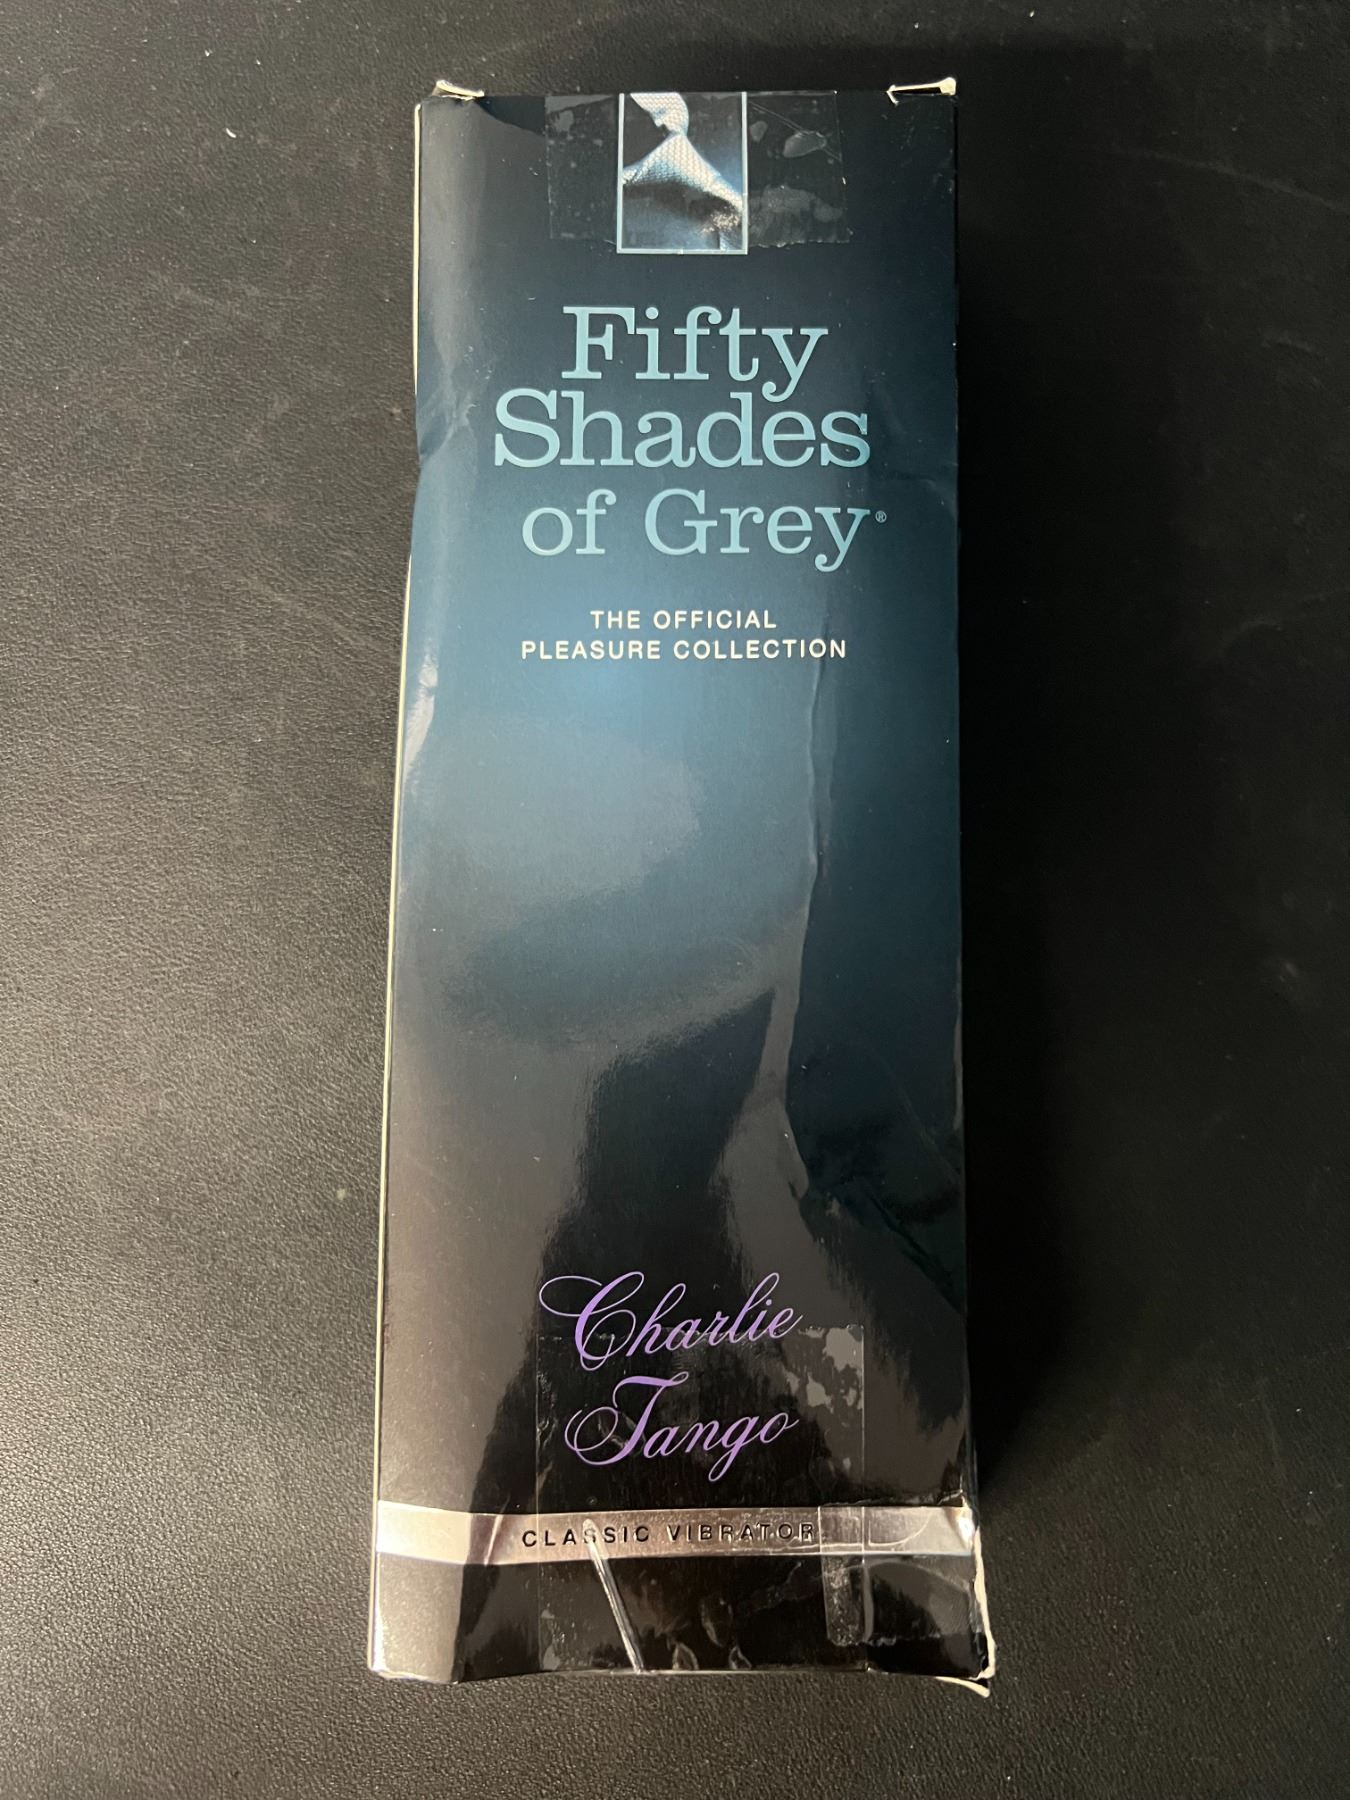 Fifty
Shades
of Grey®
THE OFFICIAL
PLEASURE COLLECTION
Charlie
Tango
CLASSIC VIBRATOR